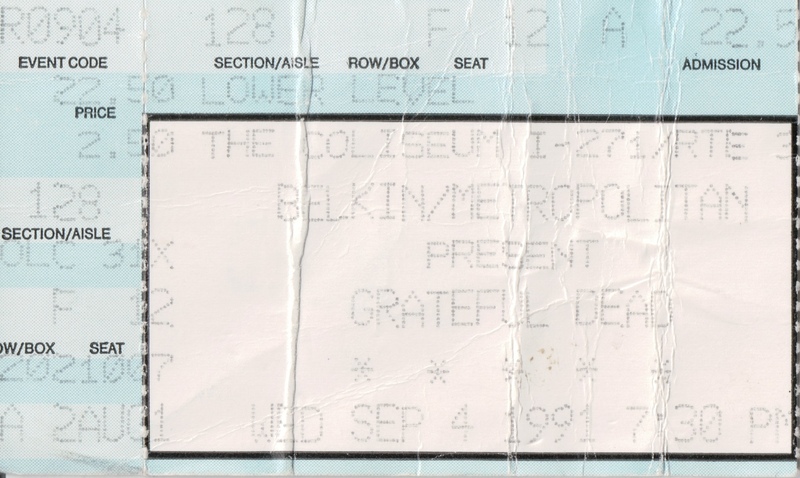 R0904 128 F 12 A 22.5
EVENT CODE SECTION/AISLE ROW/BOX SEAT ADMISSION
22.50 LOWER LEVEL
PRICE
2.50 THE COLISEUM I-271/RTE 3
128 BELKIN/METROPOLITAN
SECTION/AISLE
OLC 31X PRESENT
F 12 GRATEFUL DEAD
OW/BOX SEAT
2021007 * * * * *
A 2AUG1 WED SEP 4 1991 7:30 PM